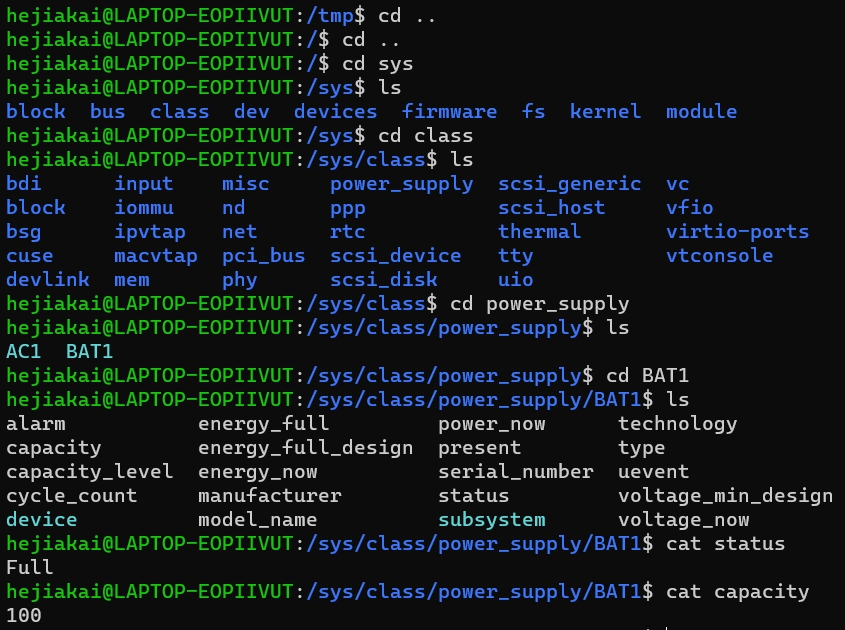 hejiakai@LAPTOP-EOPIIVUT:/tmp$ cd ..
hejiakai@LAPTOP-EOPIIVUT:/$ cd ..
hejiakai@LAPTOP-EOPIIVUT:/$ cd sys
hejiakai@LAPTOP-EOPIIVUT:/sys$ ls
block  bus  class  dev  devices  firmware  fs  kernel  module
hejiakai@LAPTOP-EOPIIVUT:/sys$ cd class
hejiakai@LAPTOP-EOPIIVUT:/sys/class$ ls
bdi      input    misc     power_supply  scsi_generic  vc
block    iommu    nd       ppp           scsi_host     vfio
bsg      ipvtap   net      rtc           thermal       virtio-ports
cuse     macvtap  pci_bus  scsi_device   tty           vtconsole
devlink  mem      phy      scsi_disk     uio
hejiakai@LAPTOP-EOPIIVUT:/sys/class$ cd power_supply
hejiakai@LAPTOP-EOPIIVUT:/sys/class/power_supply$ ls
AC1  BAT1
hejiakai@LAPTOP-EOPIIVUT:/sys/class/power_supply$ cd BAT1
hejiakai@LAPTOP-EOPIIVUT:/sys/class/power_supply/BAT1$ ls
alarm           energy_full         power_now      technology
capacity        energy_full_design  present        type
capacity_level  energy_now          serial_number  uevent
cycle_count     manufacturer        status         voltage_min_design
device          model_name          subsystem      voltage_now
hejiakai@LAPTOP-EOPIIVUT:/sys/class/power_supply/BAT1$ cat status
Full
hejiakai@LAPTOP-EOPIIVUT:/sys/class/power_supply/BAT1$ cat capacity
100